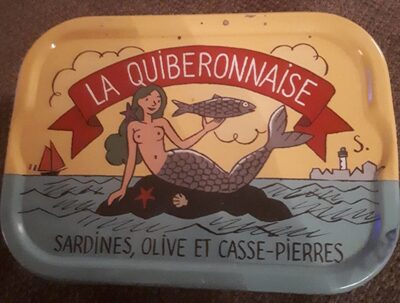 LA QUIBERONNAISE
S.
SARDINES, OLIVE ET CASSE-PIERRES